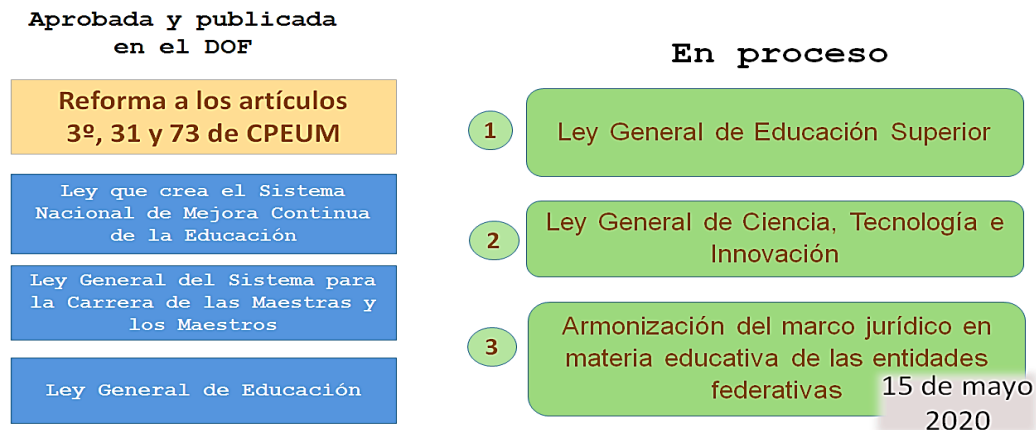 Aprobada y publicada
en el DOF
Reforma a los artículos
3º, 31 y 73 de CPEUM
Ley que crea el Sistema
Nacional de Mejora Continua
de la Educación
Ley General del Sistema para
la Carrera de las Maestras y
los Maestros
Ley General de Educación
En proceso
1
Ley General de Educación Superior
2
Ley General de Ciencia, Tecnología e
Innovación
3
Armonización del marco jurídico en
materia educativa de las entidades
federativas
15 de mayo
2020